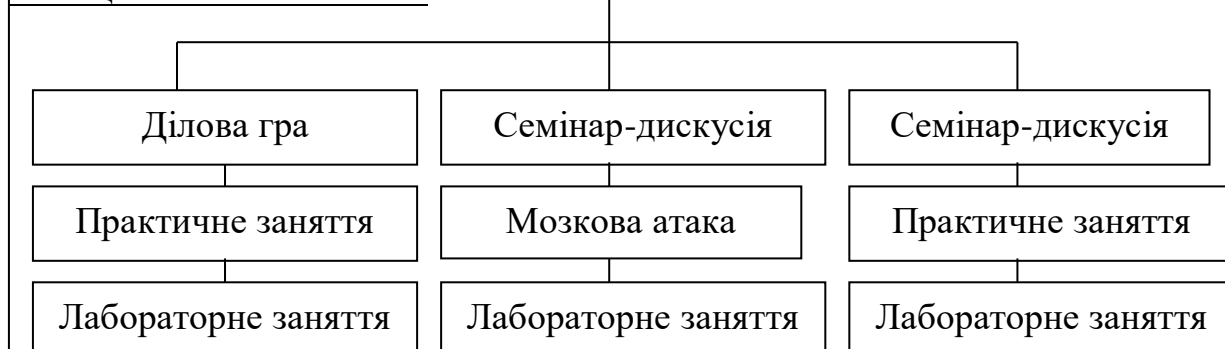 Ділова гра
Семінар-дискусія
Семінар-дискусія
Практичне заняття
Мозкова атака
Практичне заняття
Лабораторне заняття
Лабораторне заняття
Лабораторне заняття